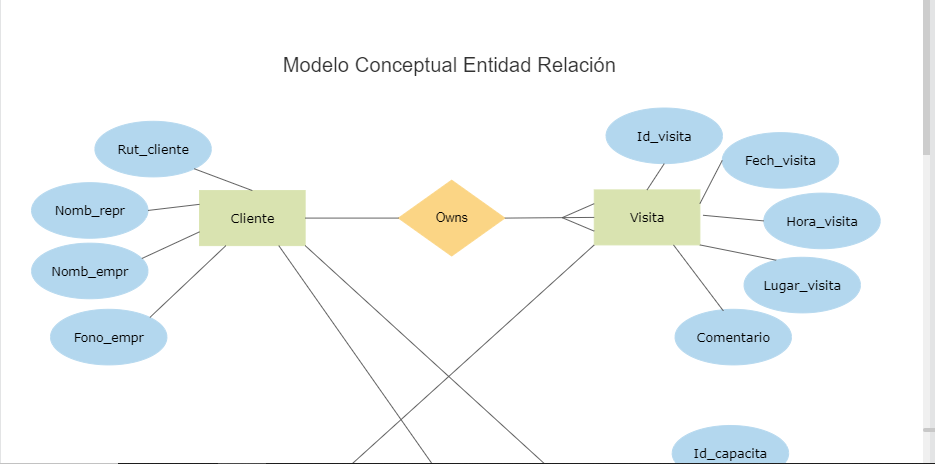 Modelo Conceptual Entidad Relación
Id_visita
Rut_cliente
Fech_visita
Nomb_repr
Cliente
Owns
Visita
Hora_visita
Nomb_empr
Lugar_visita
Fono_empr
Comentario
Id_capacita